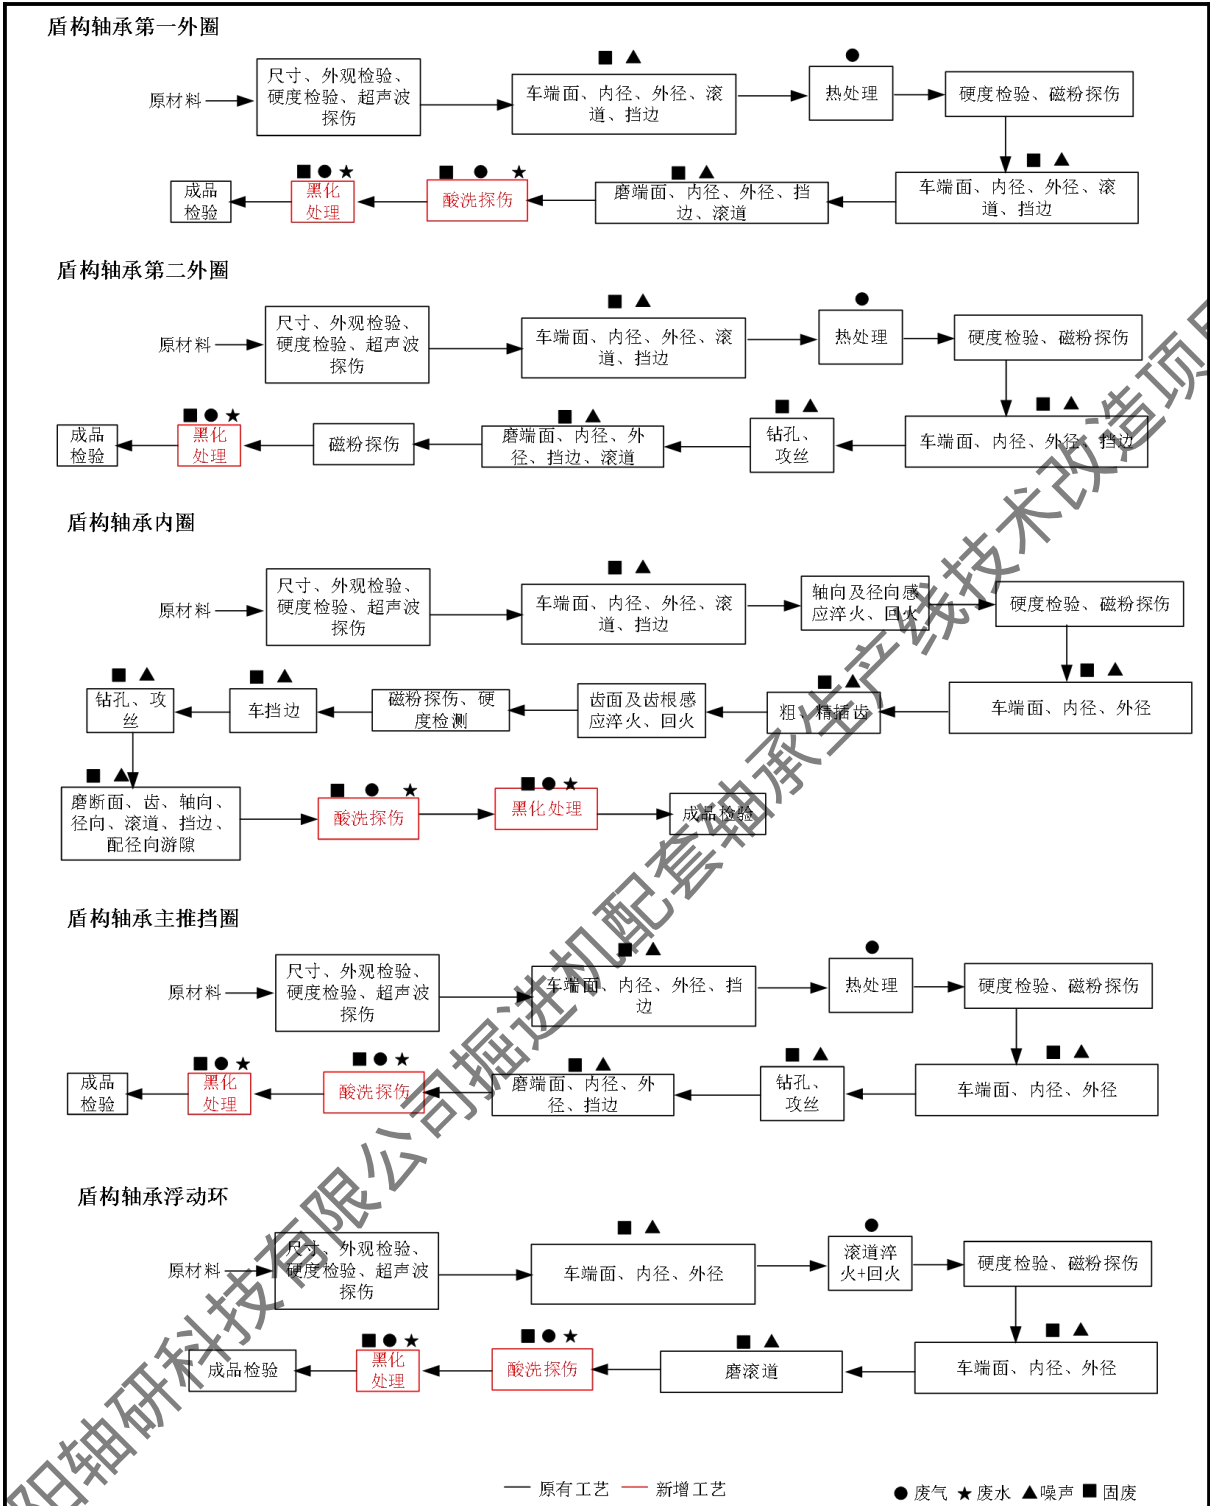 盾构轴承第一外圈
原材料
尺寸、外观检验、
硬度检验、超声波
探伤
车端面、内径、外径、滚
道、挡边
热处理
硬度检验、磁粉探伤
车端面、内径、外径、滚
道、挡边
磨端面、内径、外径、挡
边、滚道
酸洗探伤
黑化
处理
成品
检验
盾构轴承第二外圈
原材料
尺寸、外观检验、
硬度检验、超声波
探伤
车端面、内径、外径、滚
道、挡边
热处理
硬度检验、磁粉探伤
车端面、内径、外径、挡边
钻孔、
攻丝
磨端面、内径、外
径、挡边、滚道
磁粉探伤
黑化
处理
成品
检验
盾构轴承内圈
原材料
尺寸、外观检验、
硬度检验、超声波
探伤
车端面、内径、外径、滚
道、挡边
轴向及径向感
应淬火、回火
硬度检验、磁粉探伤
车端面、内径、外径
粗、精插齿
齿面及齿根感
应淬火、回火
磁粉探伤、硬
度检测
车挡边
钻孔、攻
丝
磨断面、齿、轴向、
径向、滚道、挡边、
配径向游隙
酸洗探伤
黑化处理
成品检验
盾构轴承主推挡圈
原材料
尺寸、外观检验、
硬度检验、超声波
探伤
车端面、内径、外径、挡
边
热处理
硬度检验、磁粉探伤
车端面、内径、外径
钻孔、
攻丝
磨端面、内径、外
径、挡边
酸洗探伤
黑化
处理
成品
检验
盾构轴承浮动环
原材料
尺寸、外观检验、
硬度检验、超声波
探伤
车端面、内径、外径
滚道淬
火+回火
硬度检验、磁粉探伤
车端面、内径、外径
磨滚道
酸洗探伤
黑化
处理
成品检验
原有工艺 新增工艺 ●废气 ★废水 ▲噪声 ■固废
阳轴研科技有限公司掘进机配套轴承生产线技术改造项目